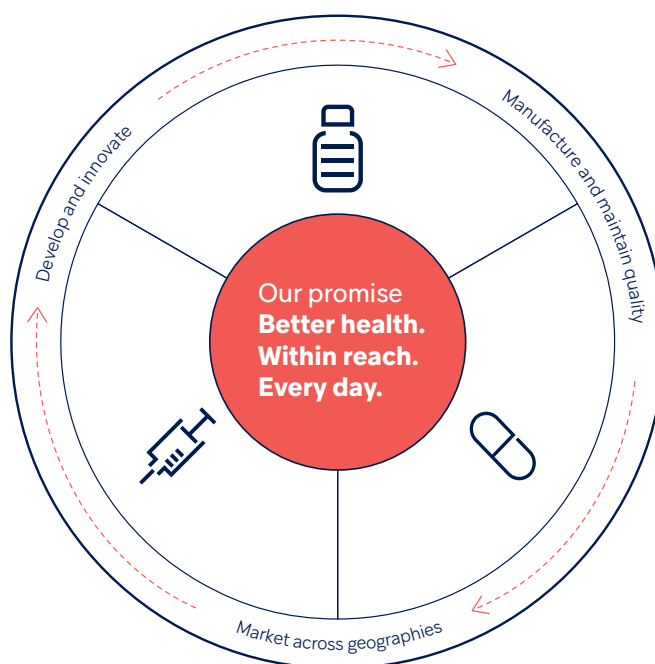 Develop and innovate
Manufacture and maintain quality
Our promise
Better health.
Within reach.
Every day.
Market across geographies